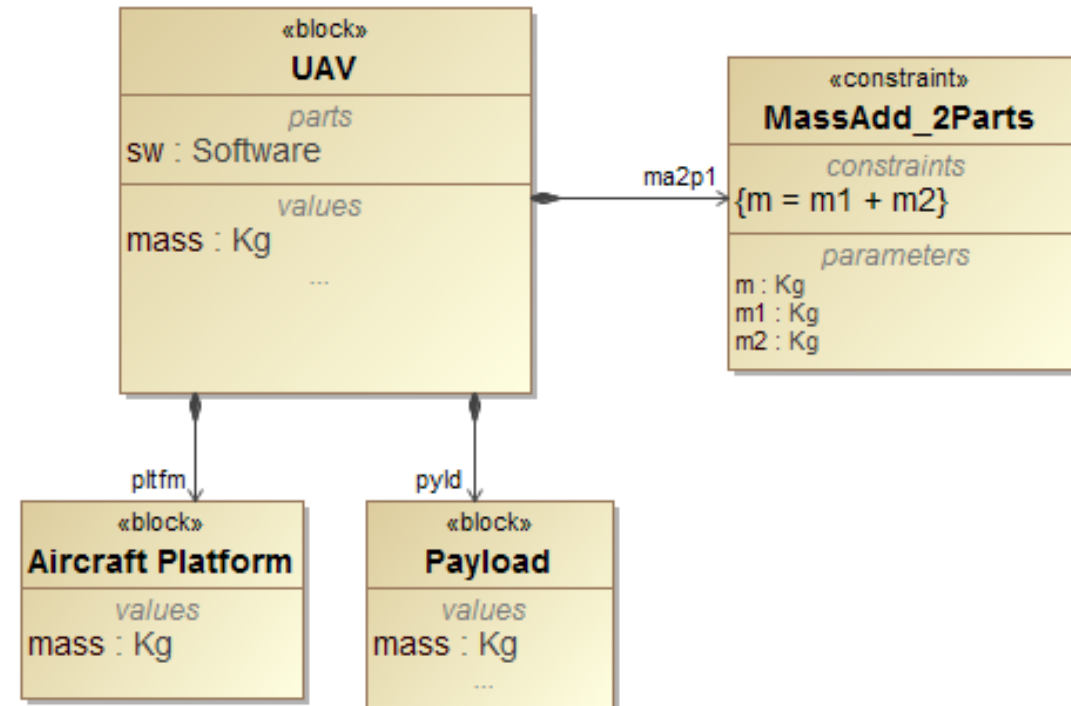 «block»
UAV
parts
sw : Software
values
mass : Kg
...
ma2p1
«constraint»
MassAdd_2Parts
constraints
{m = m1 + m2}
parameters
m : Kg
m1 : Kg
m2 : Kg
pltfm
«block»
Aircraft Platform
values
mass : Kg
pyld
«block»
Payload
values
mass : Kg
...